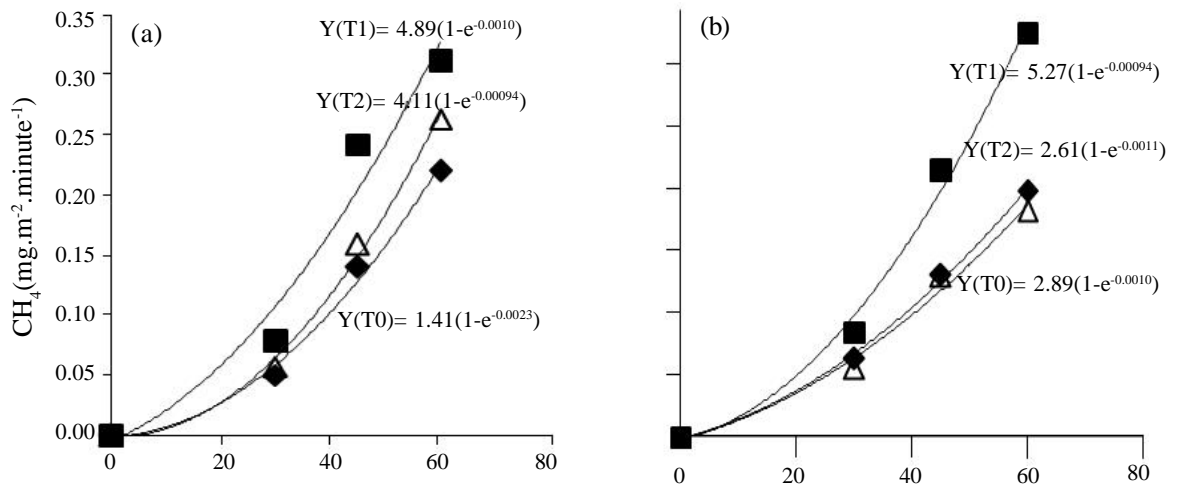 (a)
CH₄(mg.m⁻².minute⁻¹)
0.35
0.30
0.25
0.20
0.15
0.10
0.05
0.00
Y(T1)= 4.89(1-e⁻⁰·⁰⁰¹⁰)
Y(T2)= 4.11(1-e⁻⁰·⁰⁰⁰⁹⁴)
Y(T0)= 1.41(1-e⁻⁰·⁰⁰²³)
0 20 40 60 80
(b)
Y(T1)= 5.27(1-e⁻⁰·⁰⁰⁰⁹⁴)
Y(T2)= 2.61(1-e⁻⁰·⁰⁰¹¹)
Y(T0)= 2.89(1-e⁻⁰·⁰⁰¹⁰)
0 20 40 60 80